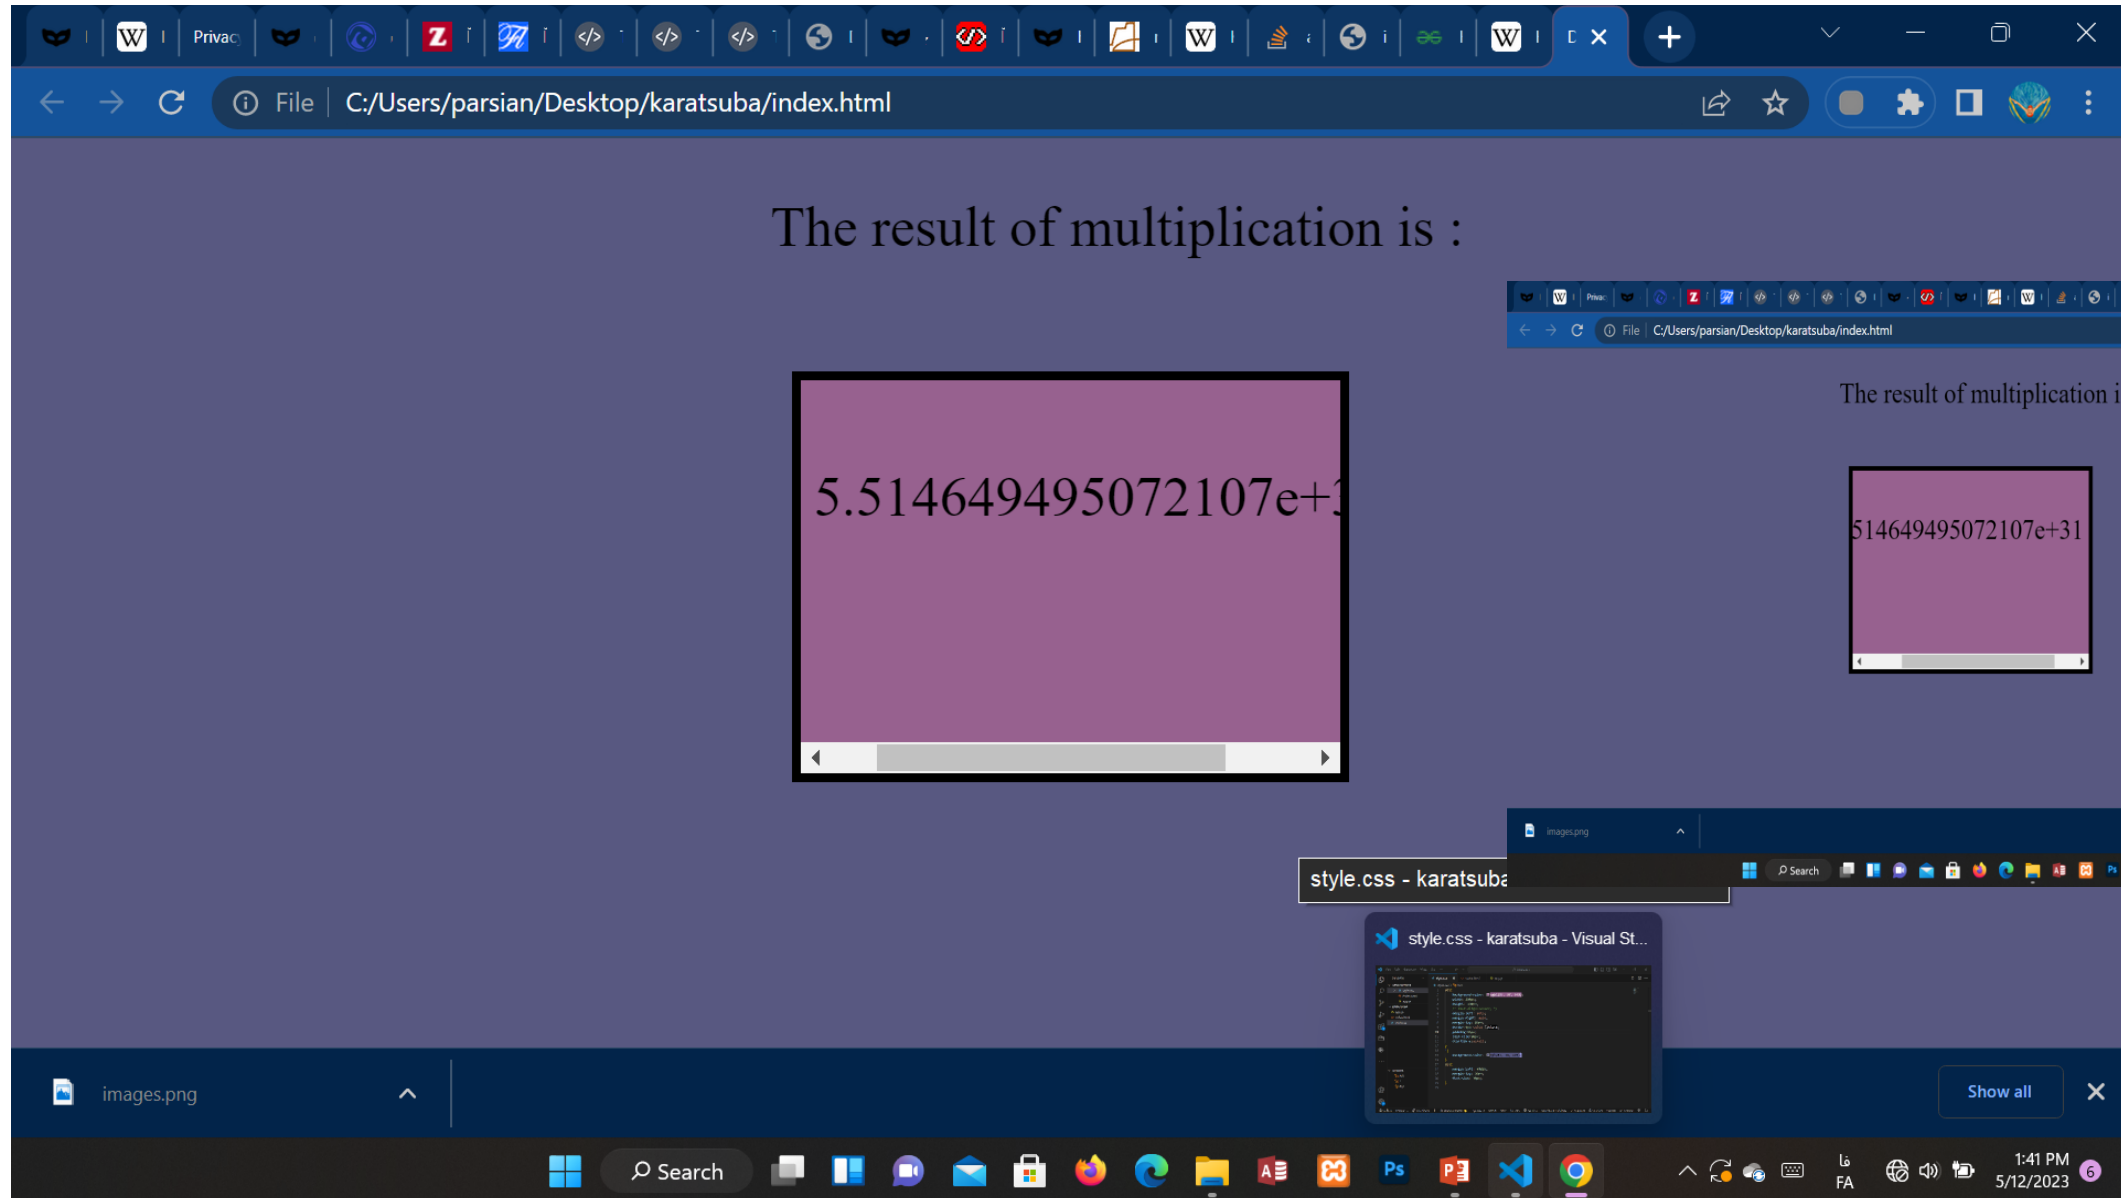 Privac
File C:/Users/parsian/Desktop/karatsuba/index.html
The result of multiplication is :
5.514649495072107e+
Privac
File C:/Users/parsian/Desktop/karatsuba/index.html
The result of multiplication i
514649495072107e+31
images.png
Search
style.css - karatsuba
style.css - karatsuba - Visual St...
images.png
Show all
Search
فا
FA
1:41 PM
5/12/2023
6